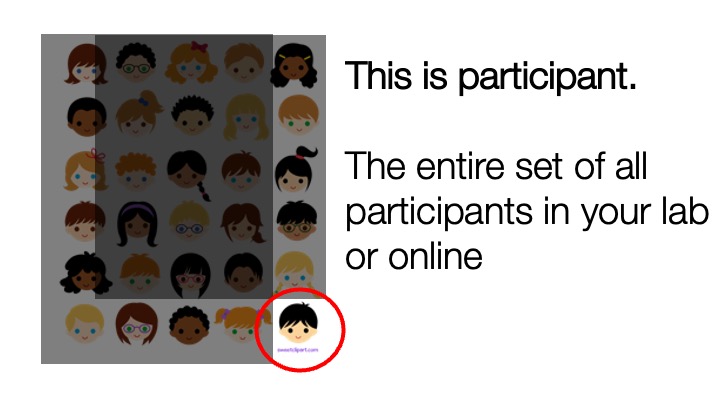 This is participant.
The entire set of all
participants in your lab
or online
sweetclipart.com